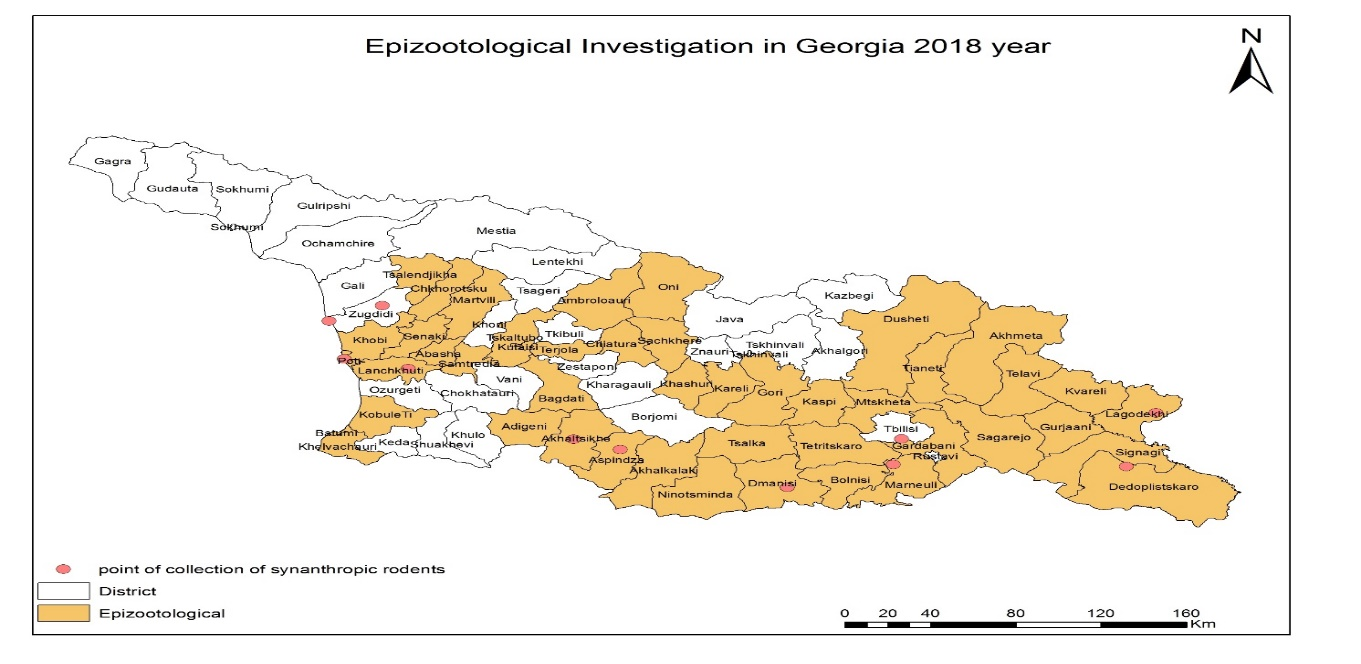 Epizootological Investigation in Georgia 2018 year
N
Gagra
Gudauta
Sokhumi
Gulripshi
Sokhumi
Mestia
Ochamchire
Lentekhi
Tsalendjikha
Gali
Chkhorotsku
Tsageri
Oni
Martvili
Ambroloauri
Kazbegi
Zugdidi
Java
Dusheti
Khoni
Tkibuli
Akhmeta
Khobi
Senaki
Tskaltubo
Kutaisi
Terjola
Chiatura
Sachkhere
Znauri
Tskhinvali
Tskhinvali
Akhalgori
Abasha
Poti
Samtredia
Zestaponi
Tianeti
Telavi
Lanchkhuti
Vani
Kharagauli
Khashuri
Kareli
Gori
Kvareli
Ozurgeti
Chokhatauri
Bagdati
Kaspi
Mtskheta
KobuleTi
Borjomi
Lagodekhi
Adigeni
Tbilisi
Gurjaani
Batumi
Khulo
Akhaltsikhe
Sagarejo
Khelvachauri
Keda
Shuakhevi
Tsalka
Tetritskaro
Gardabani
Signagi
Aspindza
Rustavi
Akhalkalaki
Dmanisi
Bolnisi
Marneuli
Dedoplistskaro
Ninotsminda
point of collection of synanthropic rodents
District
Epizootological
0 20 40 80 120 160
Km